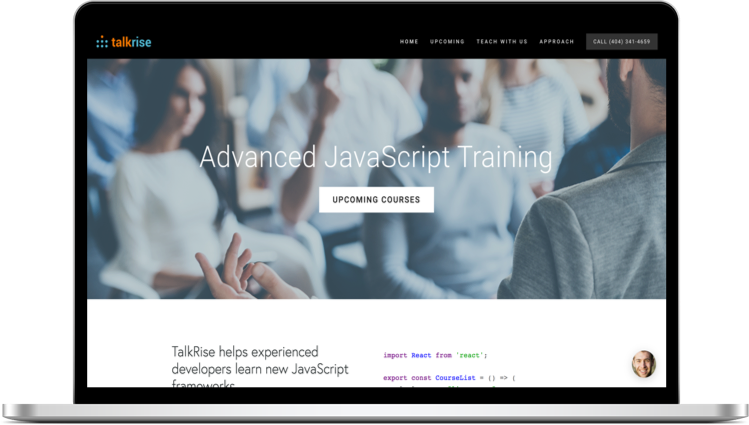 talkrise
HOME UPCOMING TEACH WITH US APPROACH CALL (404) 341-4659
Advanced JavaScript Training
UPCOMING COURSES
TalkRise helps experienced
developers learn new JavaScript
frameworks
import React from 'react';
export const CourseList = () => (